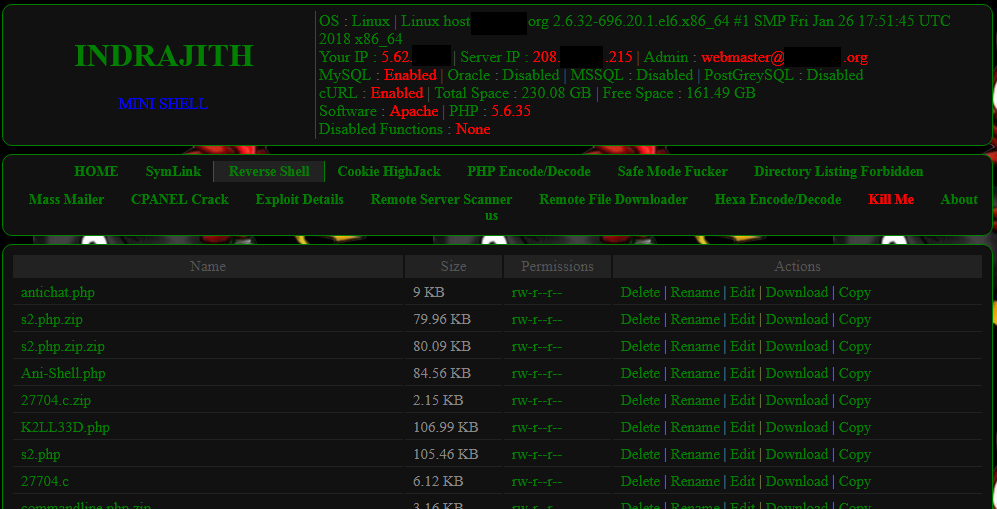 INDRAJITH
MINI SHELL
OS : Linux | Linux host org 2.6.32-696.20.1.el6.x86_64 #1 SMP Fri Jan 26 17:51:45 UTC
2018 x86_64
Your IP : 5.62. | Server IP : 208. .215 | Admin : webmaster@ .org
MySQL : Enabled | Oracle : Disabled | MSSQL : Disabled | PostGreySQL : Disabled
cURL : Enabled | Total Space : 230.08 GB | Free Space : 161.49 GB
Software : Apache | PHP : 5.6.35
Disabled Functions : None
HOME SymLink Reverse Shell Cookie HighJack PHP Encode/Decode Safe Mode Fucker Directory Listing Forbidden
Mass Mailer CPANEL Crack Exploit Details Remote Server Scanner Remote File Downloader Hexa Encode/Decode Kill Me About
us
Name Size Permissions Actions
antichat.php 9 KB rw-r--r-- Delete | Rename | Edit | Download | Copy
s2.php.zip 79.96 KB rw-r--r-- Delete | Rename | Edit | Download | Copy
s2.php.zip.zip 80.09 KB rw-r--r-- Delete | Rename | Edit | Download | Copy
Ani-Shell.php 84.56 KB rw-r--r-- Delete | Rename | Edit | Download | Copy
27704.c.zip 2.15 KB rw-r--r-- Delete | Rename | Edit | Download | Copy
K2LL33D.php 106.99 KB rw-r--r-- Delete | Rename | Edit | Download | Copy
s2.php 105.46 KB rw-r--r-- Delete | Rename | Edit | Download | Copy
27704.c 6.12 KB rw-r--r-- Delete | Rename | Edit | Download | Copy
commandline.php.zip 3.16 KB rw-r--r-- Delete | Rename | Edit | Download | Copy